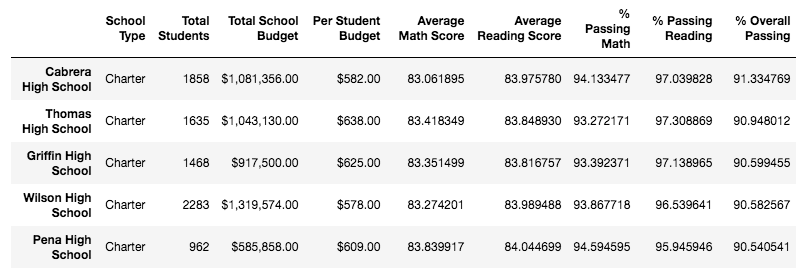 School Type Total Students Total School Budget Per Student Budget Average Math Score Average Reading Score % Passing Math % Passing Reading % Overall Passing
Cabrera High School Charter 1858 $1,081,356.00 $582.00 83.061895 83.975780 94.133477 97.039828 91.334769
Thomas High School Charter 1635 $1,043,130.00 $638.00 83.418349 83.848930 93.272171 97.308869 90.948012
Griffin High School Charter 1468 $917,500.00 $625.00 83.351499 83.816757 93.392371 97.138965 90.599455
Wilson High School Charter 2283 $1,319,574.00 $578.00 83.274201 83.989488 93.867718 96.539641 90.582567
Pena High School Charter 962 $585,858.00 $609.00 83.839917 84.044699 94.594595 95.945946 90.540541